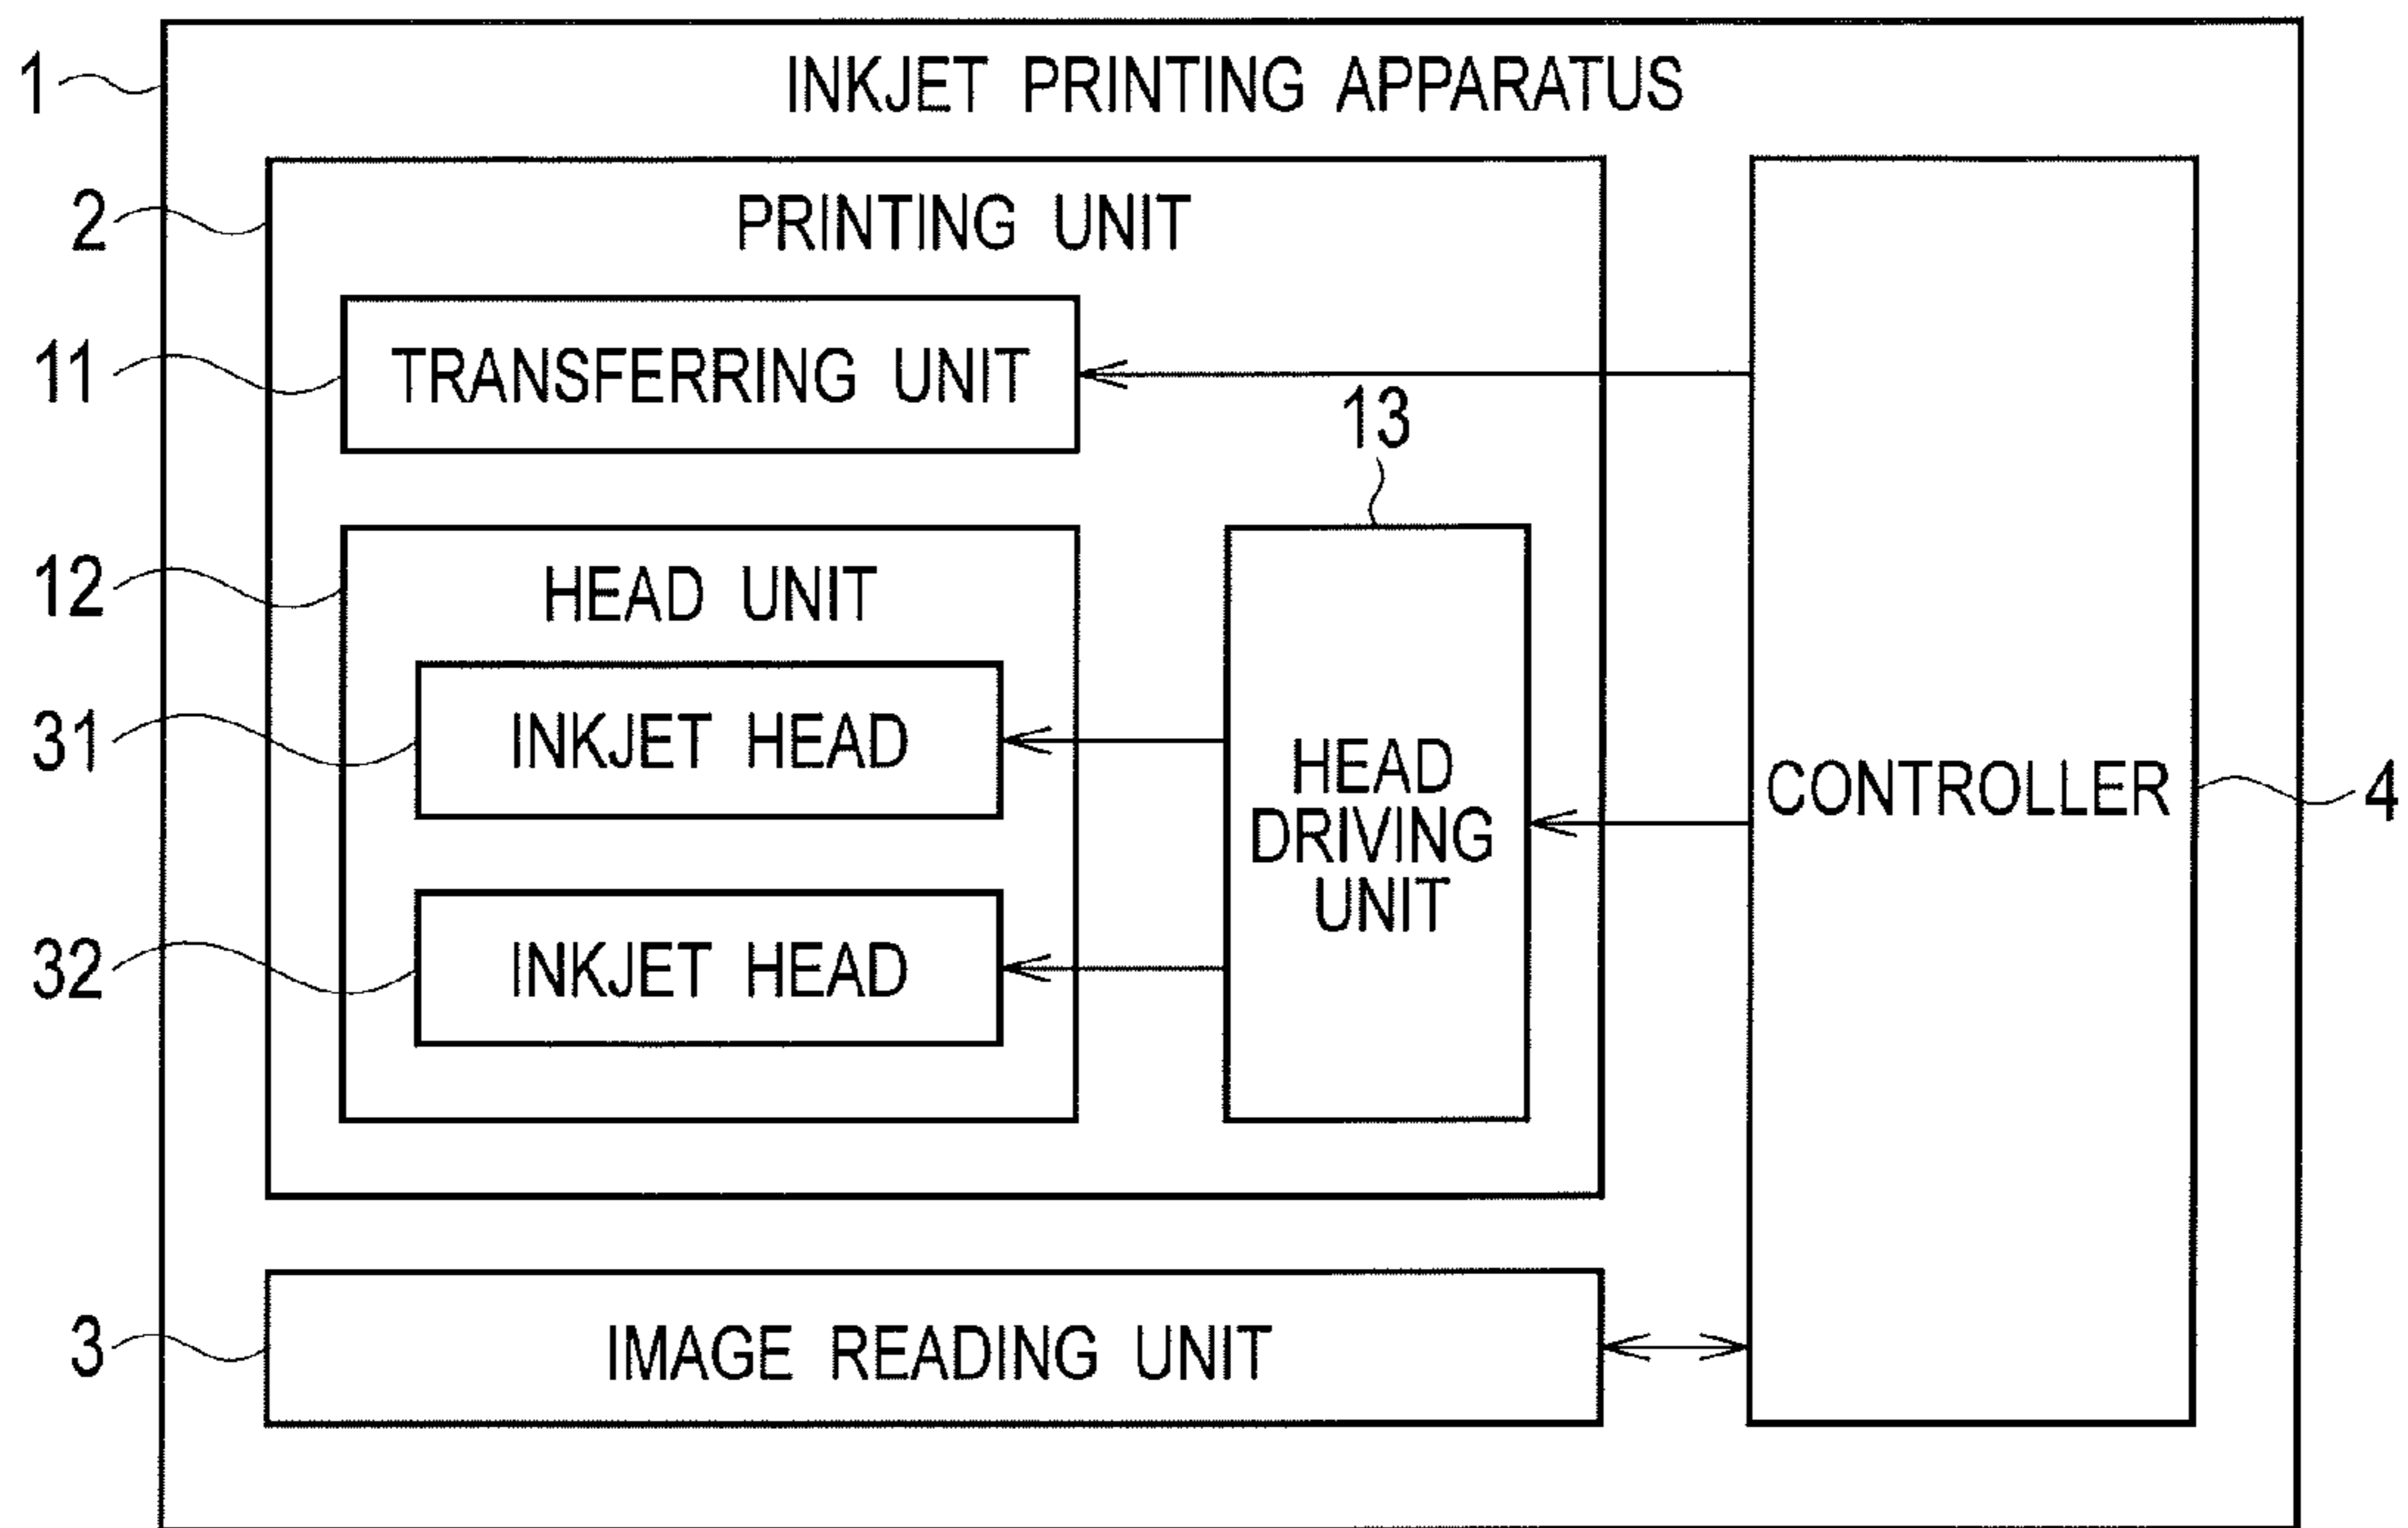 1
INKJET PRINTING APPARATUS
2
PRINTING UNIT
11
TRANSFERRING UNIT
13
12
HEAD UNIT
31
INKJET HEAD
HEAD
DRIVING
UNIT
CONTROLLER
4
32
INKJET HEAD
3
IMAGE READING UNIT